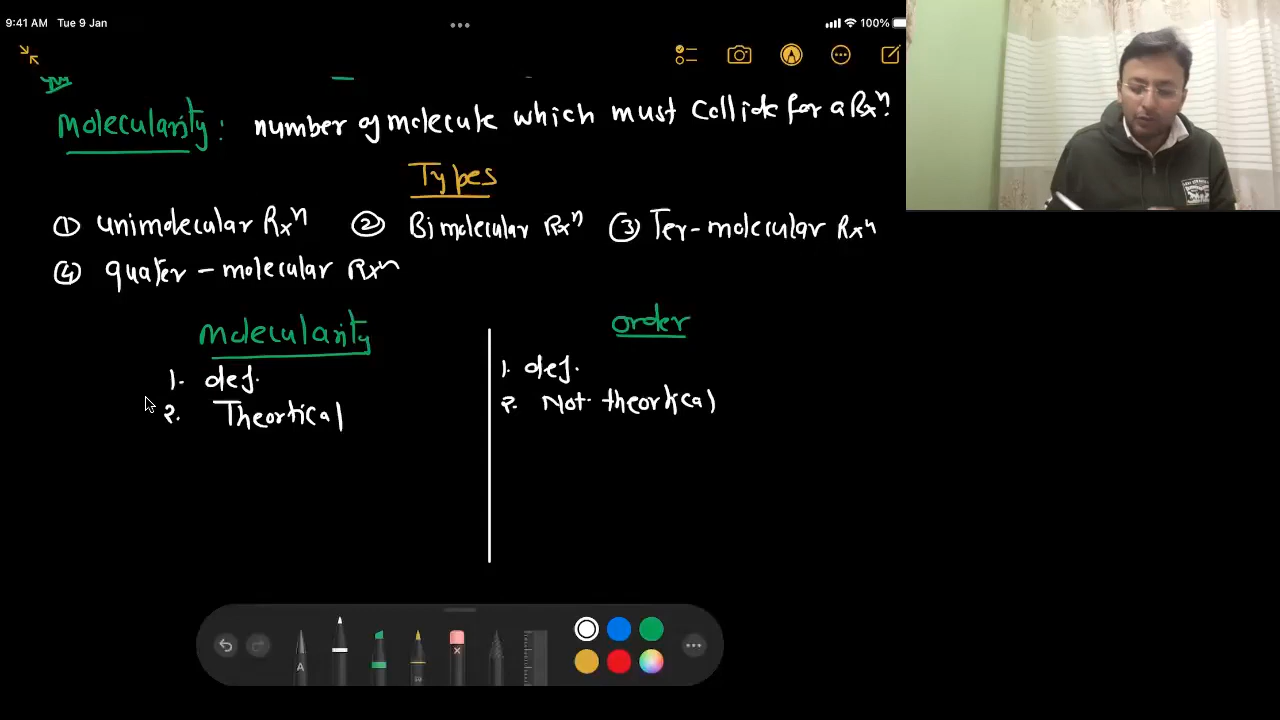 9:41 AM Tue 9 Jan
100%
Molecularity: number of molecule which must Collide for a Rxⁿ.
Types
① unimolecular Rxⁿ ② Bimolecular Rxⁿ ③ Ter-molecular Rxⁿ
④ quater-molecular Rxⁿ
Molecularity
order
1. def.
1. def.
2. Theortical
2. Not theortical